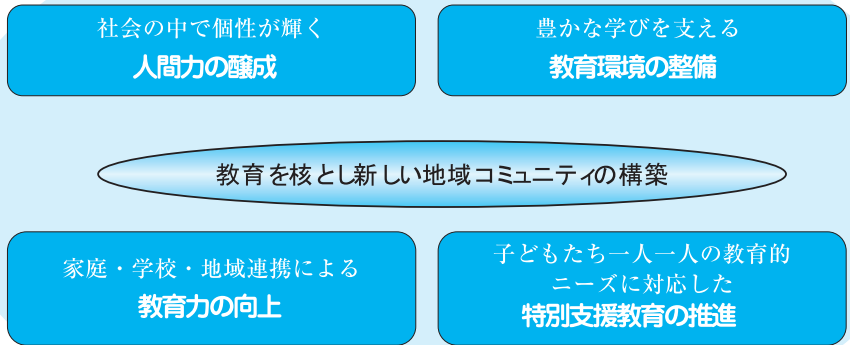 社会の中で個性が輝く
人間力の醸成
豊かな学びを支える
教育環境の整備
教育を核とし新しい地域コミュニティの構築
家庭・学校・地域連携による
教育力の向上
子どもたち一人一人の教育的
ニーズに対応した
特別支援教育の推進